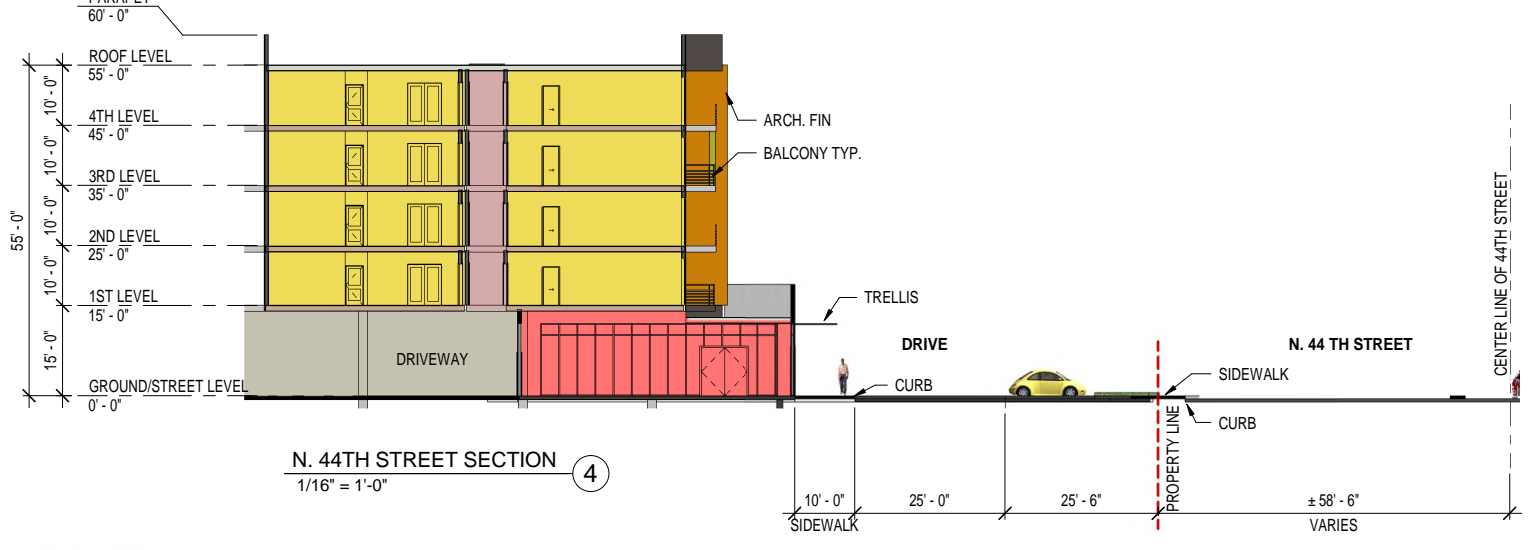 PARAPET
60' - 0"
ROOF LEVEL
55' - 0"
4TH LEVEL
45' - 0"
3RD LEVEL
35' - 0"
2ND LEVEL
25' - 0"
1ST LEVEL
15' - 0"
GROUND/STREET LEVEL
0' - 0"
55' - 0"
10' - 0"
10' - 0"
10' - 0"
10' - 0"
15' - 0"
ARCH. FIN
BALCONY TYP.
TRELLIS
DRIVEWAY
DRIVE
CURB
N. 44 TH STREET
SIDEWALK
CURB
CENTER LINE OF 44TH STREET
PROPERTY LINE
N. 44TH STREET SECTION
1/16" = 1'-0"
4
10' - 0"
SIDEWALK
25' - 0"
25' - 6"
± 58' - 6"
VARIES